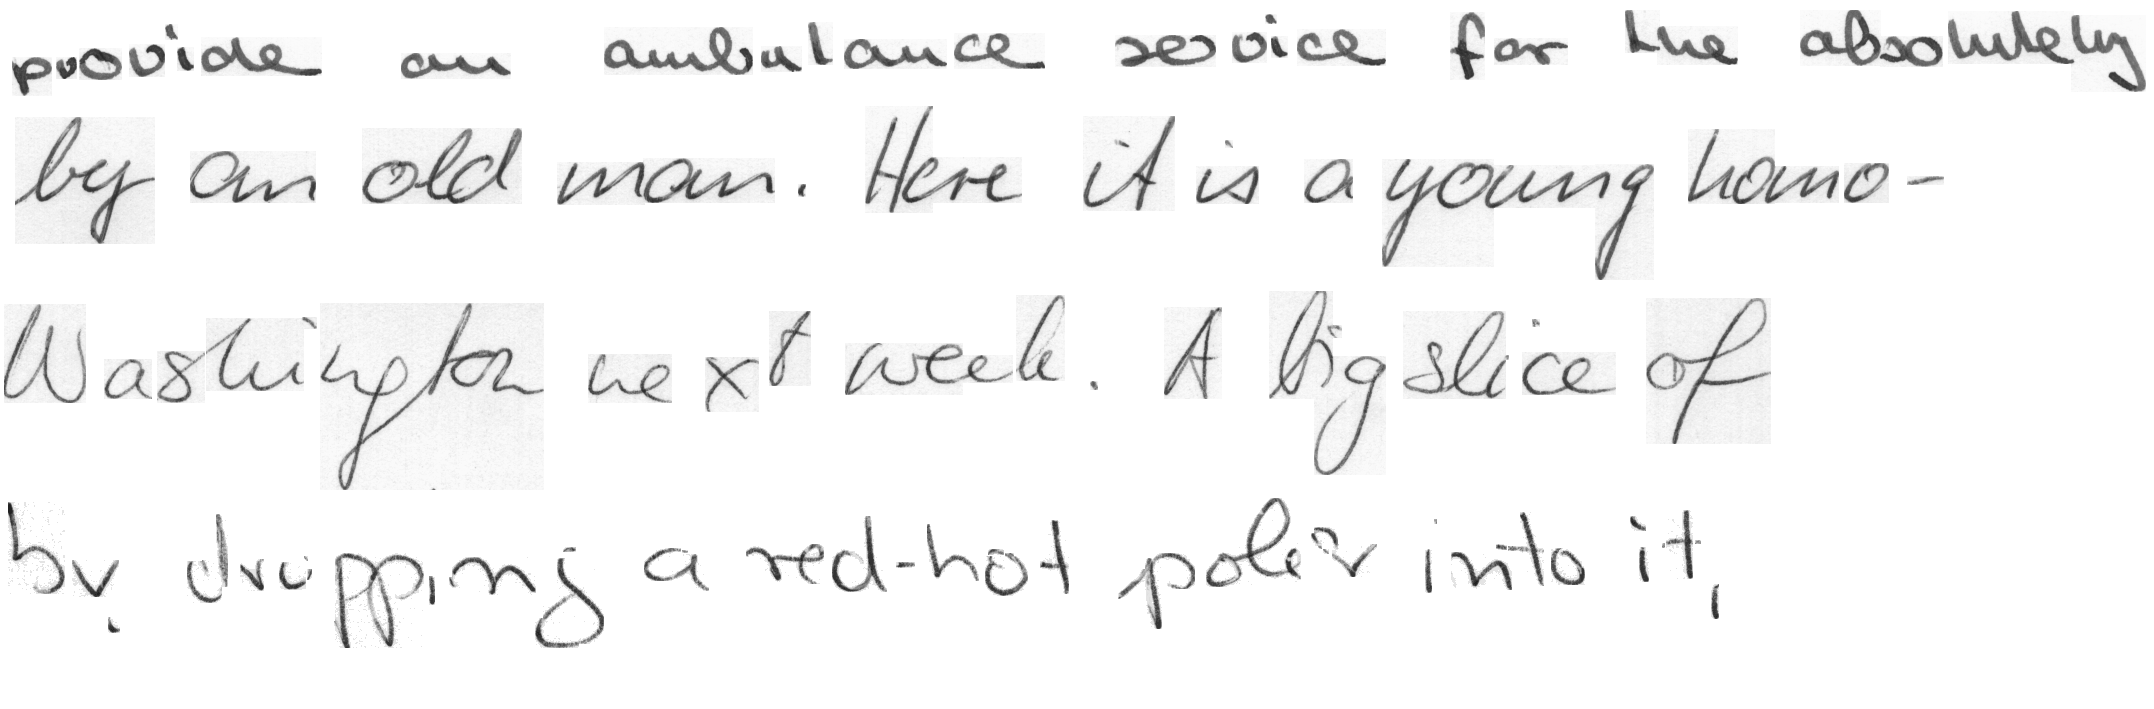 provide an ambulance service for the absolutely
by an old man. Here it is a young homo-
Washington next week. A big slice of
by dropping a red-hot poker into it,